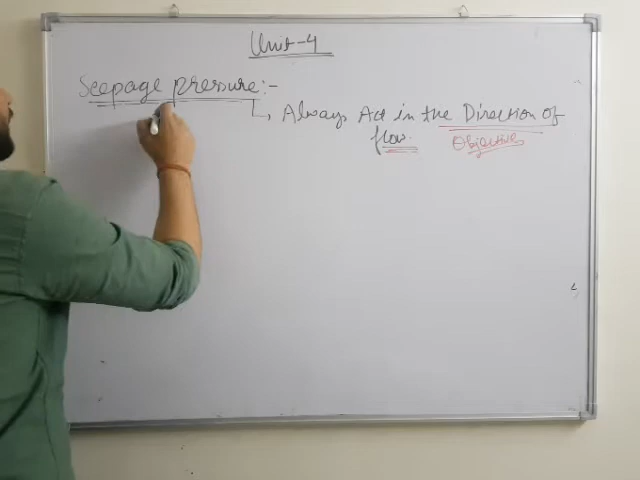 Unit-4
Seepage pressure:-
Always Act in the Direction of
flow. Objective